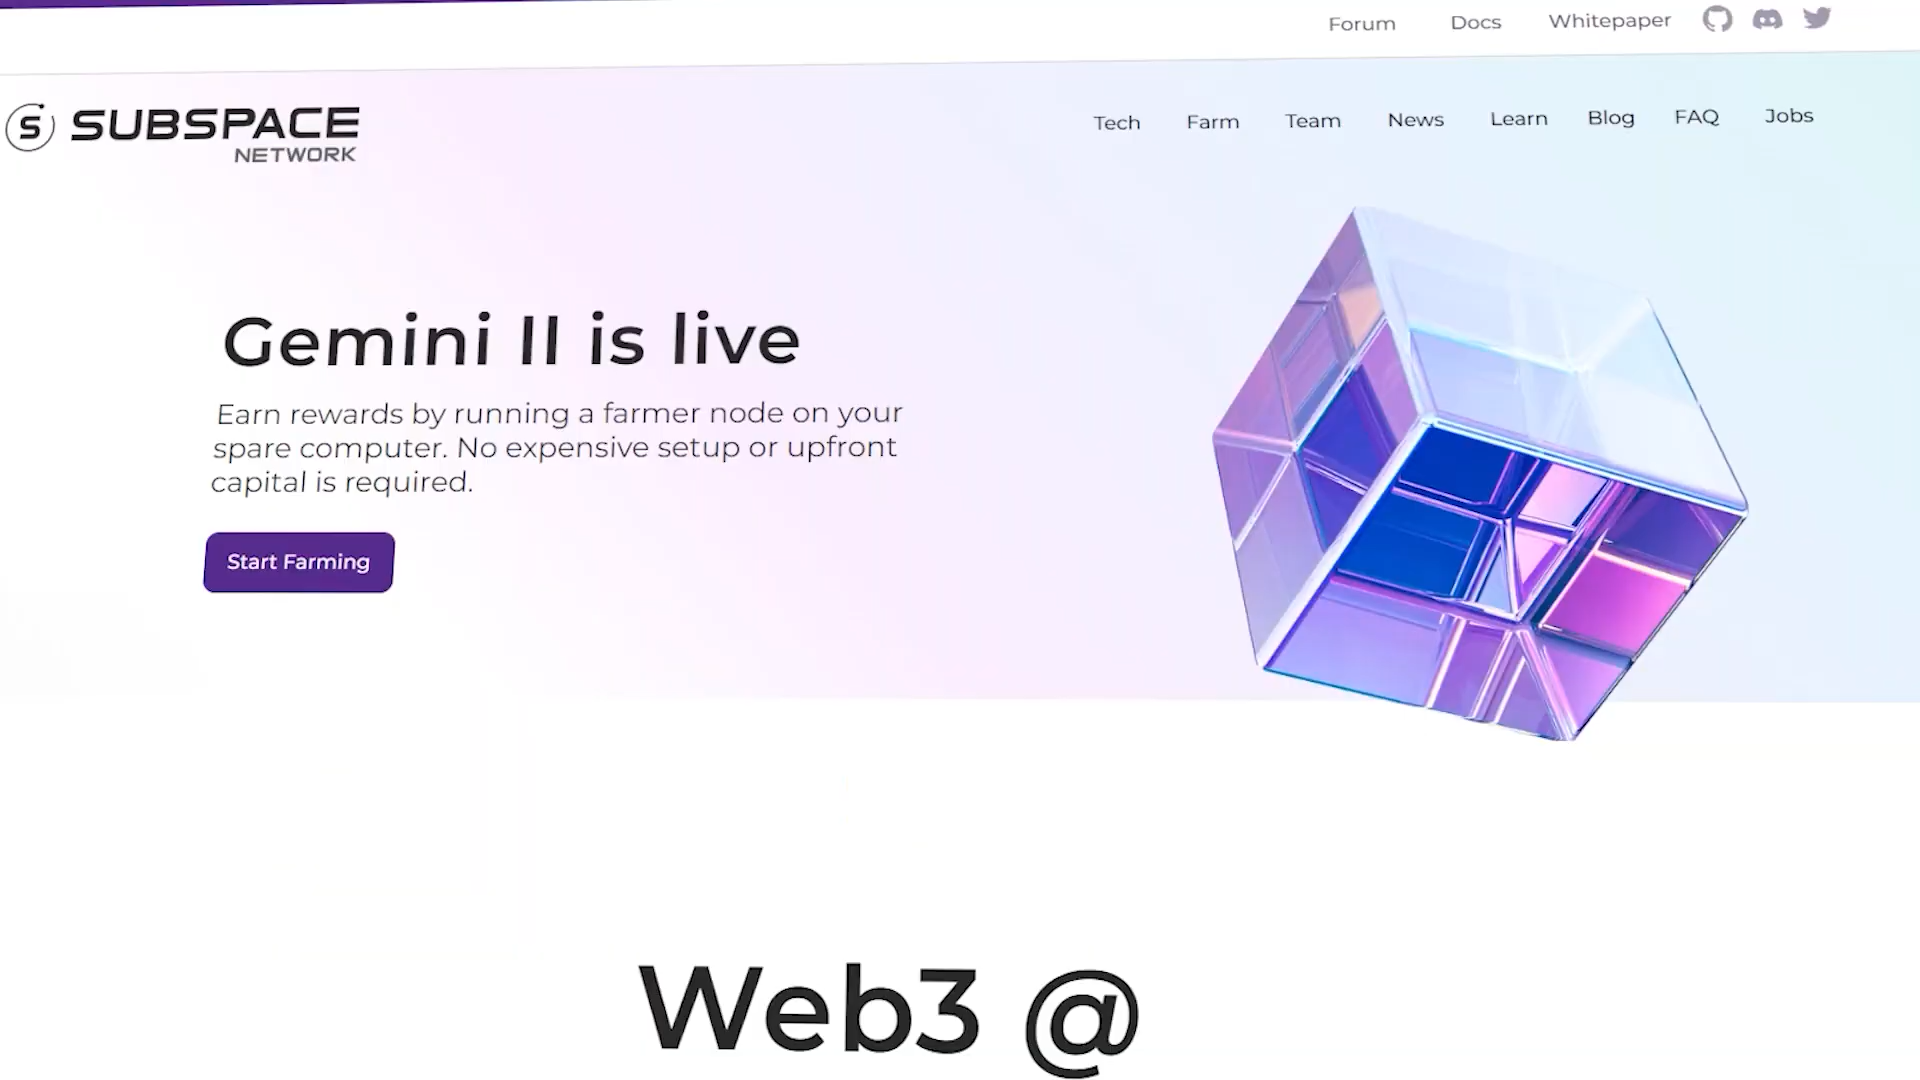 Forum Docs Whitepaper
S SUBSPACE
NETWORK
Tech Farm Team News Learn Blog FAQ Jobs
Gemini II is live
Earn rewards by running a farmer node on your
spare computer. No expensive setup or upfront
capital is required.
Start Farming
Web3 @